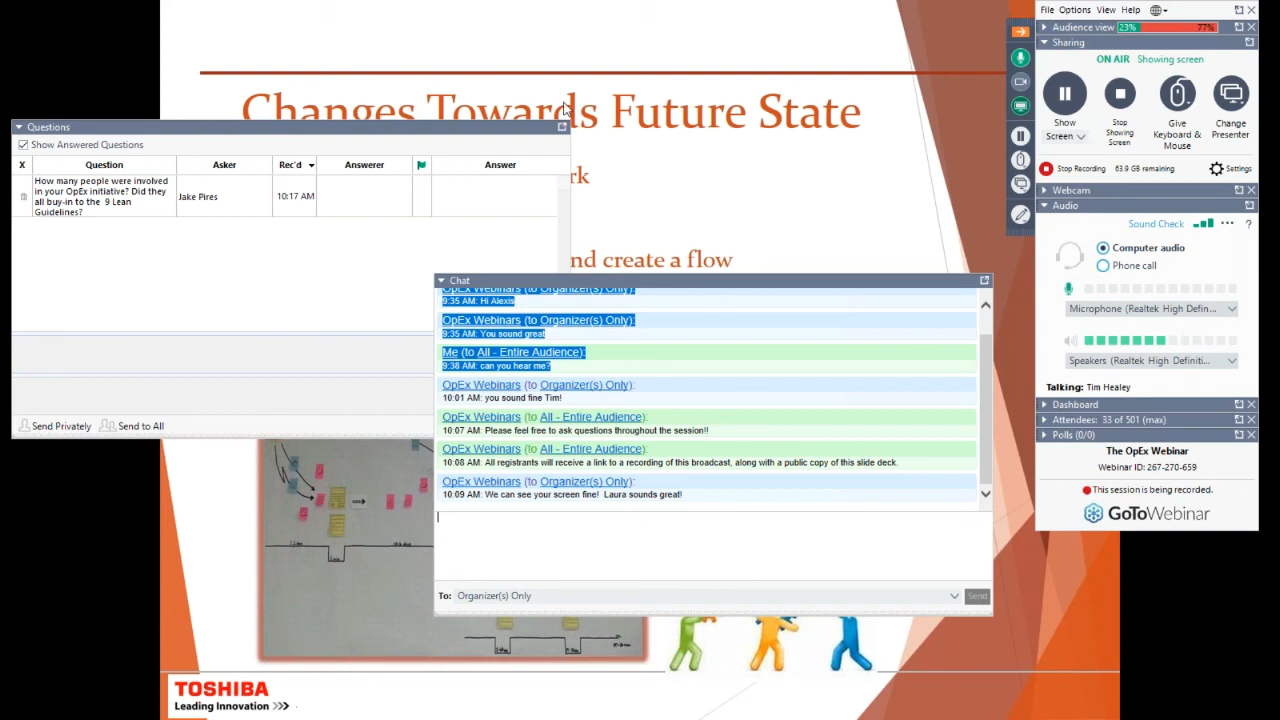 Changes Towards Future State
rk
nd create a flow
Questions
Show Answered Questions
X Question Asker Rec'd Answerer Answer
How many people were involved
in your OpEx initiative? Did they
all buy-in to the 9 Lean
Guidelines?
Jake Pires
10:17 AM
Send Privately Send to All
Chat
OpEx Webinars (to Organizer(s) Only):
9:35 AM: Hi Alexis
OpEx Webinars (to Organizer(s) Only):
9:35 AM: You sound great
Me (to All - Entire Audience):
9:38 AM: can you hear me?
OpEx Webinars (to Organizer(s) Only):
10:01 AM: you sound fine Tim!
OpEx Webinars (to All - Entire Audience):
10:07 AM: Please feel free to ask questions throughout the session!!
OpEx Webinars (to All - Entire Audience):
10:08 AM: All registrants will receive a link to a recording of this broadcast, along with a public copy of this slide deck.
OpEx Webinars (to Organizer(s) Only):
10:09 AM: We can see your screen fine! Laura sounds great!
To: Organizer(s) Only Send
TOSHIBA
Leading Innovation >>>
File Options View Help
Audience view 23% 77%
Sharing
ON AIR Showing screen
Show
Screen
Stop
Showing
Screen
Give
Keyboard &
Mouse
Change
Presenter
Stop Recording 63.9 GB remaining Settings
Webcam
Audio
Sound Check ... ?
Computer audio
Phone call
Microphone (Realtek High Defin...
Speakers (Realtek High Definiti...
Talking: Tim Healey
Dashboard
Attendees: 33 of 501 (max)
Polls (0/0)
The OpEx Webinar
Webinar ID: 267-270-659
This session is being recorded.
GoToWebinar